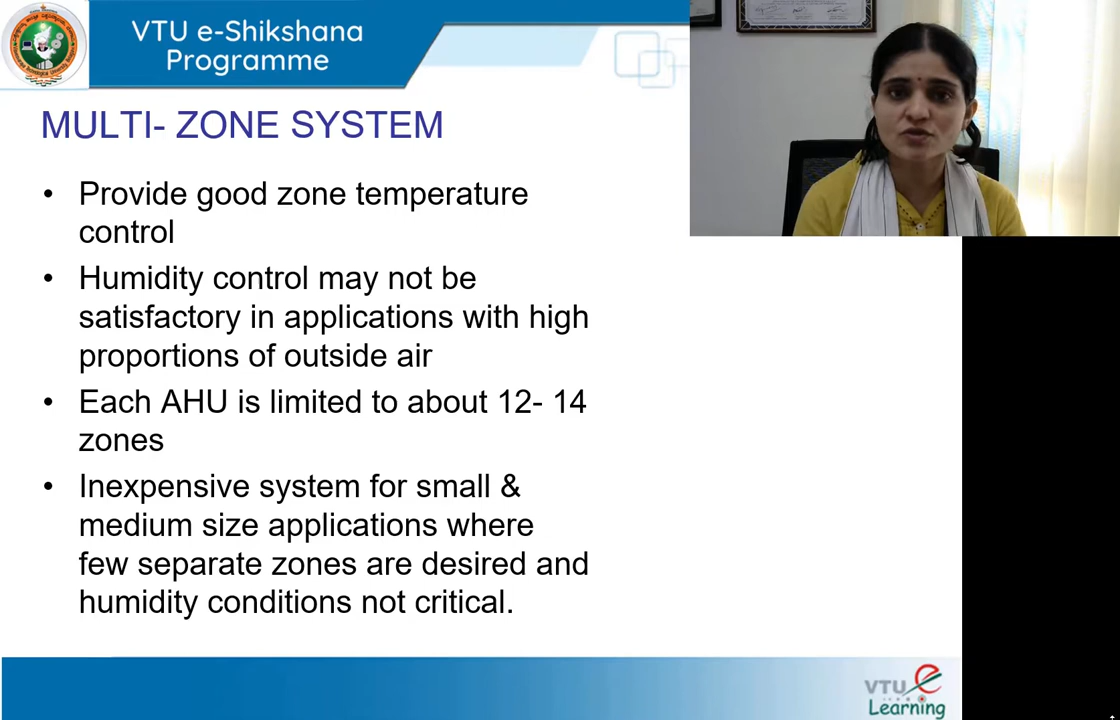 VTU e-Shikshana
Programme
MULTI- ZONE SYSTEM
• Provide good zone temperature
control
• Humidity control may not be
satisfactory in applications with high
proportions of outside air
• Each AHU is limited to about 12- 14
zones
• Inexpensive system for small &
medium size applications where
few separate zones are desired and
humidity conditions not critical.
VTU e
Learning